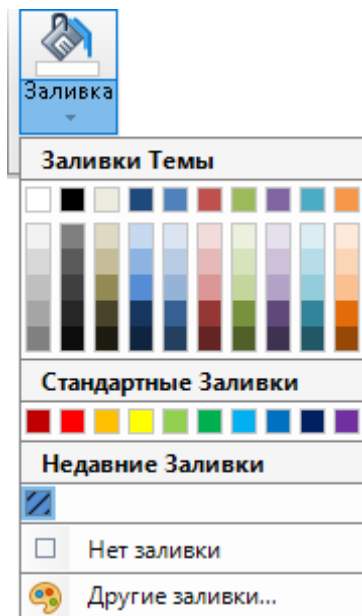 Заливка
Заливки Темы
Стандартные Заливки
Недавние Заливки
Нет заливки
Другие заливки...